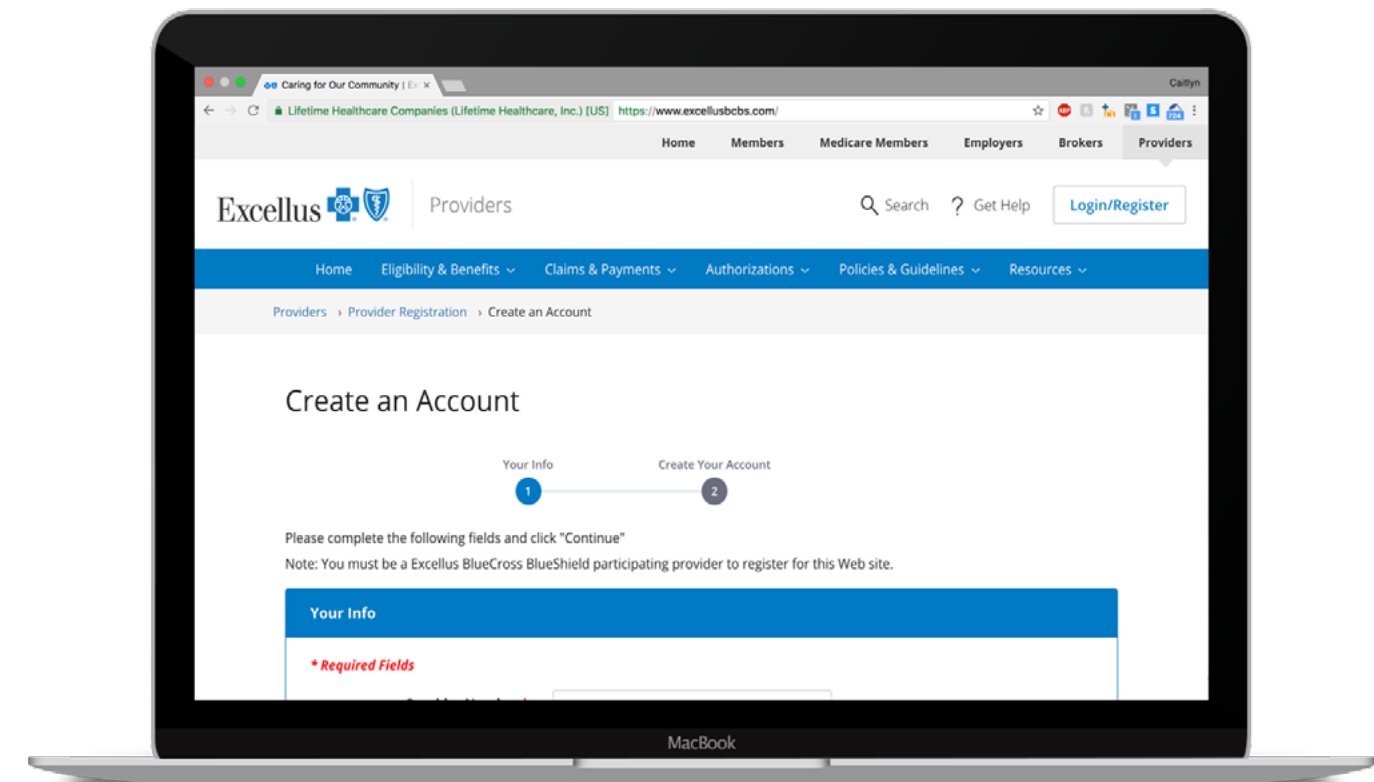 Caring for Our Community | Ex
Caitlyn
Lifetime Healthcare Companies (Lifetime Healthcare, Inc.) [US] https://www.excellusbcbs.com/
Home Members Medicare Members Employers Brokers Providers
Excellus Providers Search ? Get Help Login/Register
Home Eligibility & Benefits Claims & Payments Authorizations Policies & Guidelines Resources
Providers › Provider Registration › Create an Account
Create an Account
Your Info Create Your Account
1 2
Please complete the following fields and click "Continue"
Note: You must be a Excellus BlueCross BlueShield participating provider to register for this Web site.
Your Info
* Required Fields
MacBook